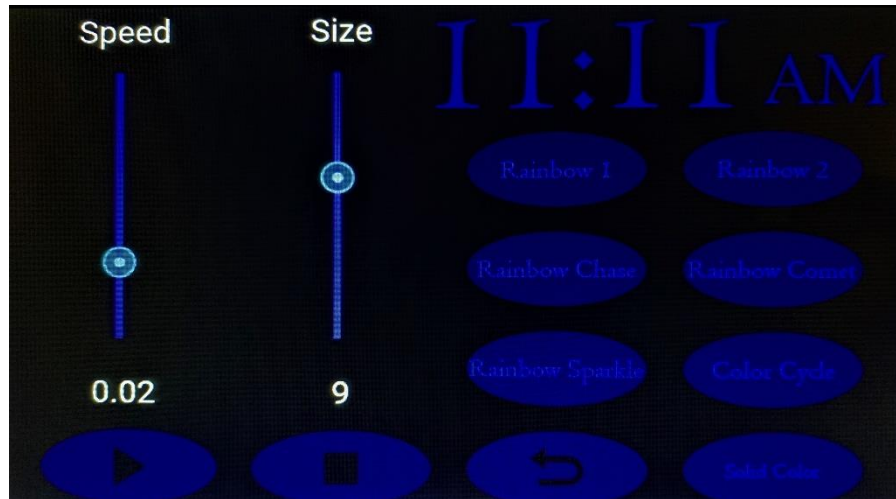 Speed Size 11:11 AM
Rainbow 1 Rainbow 2
Rainbow Chase Rainbow Comet
Rainbow Sparkle Color Cycle
0.02 9
Solid Color